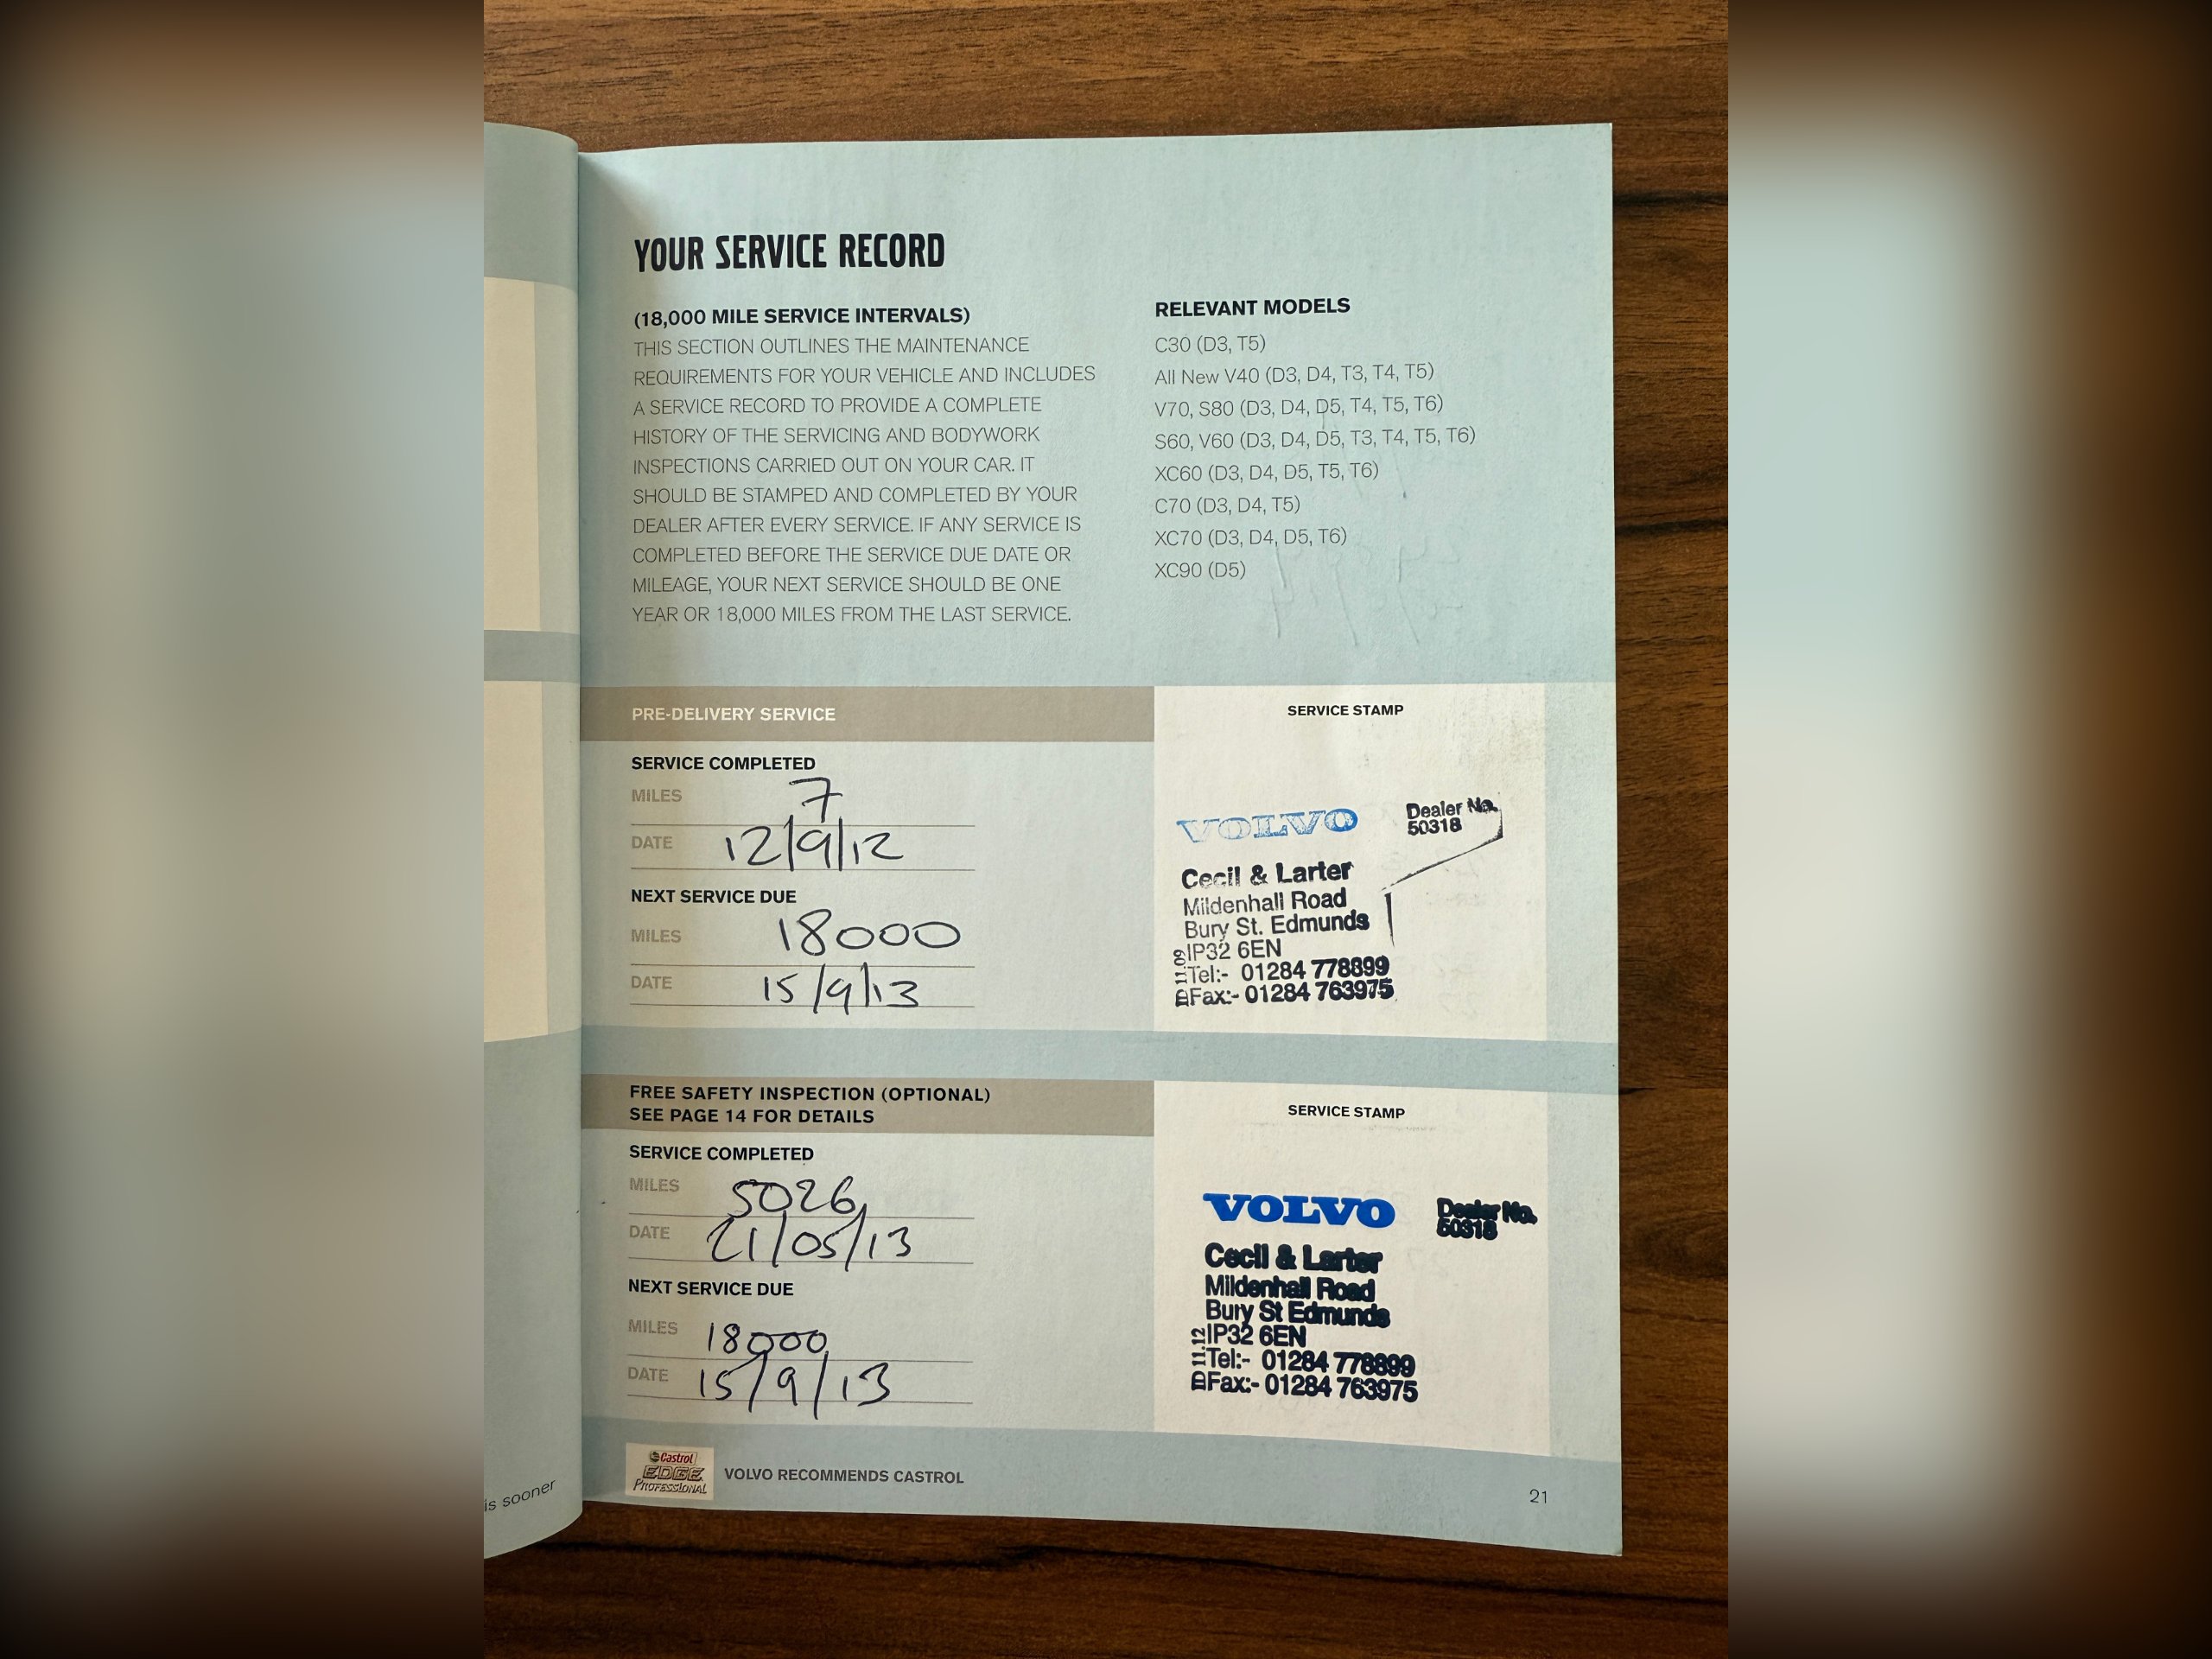 YOUR SERVICE RECORD
(18,000 MILE SERVICE INTERVALS)
THIS SECTION OUTLINES THE MAINTENANCE
REQUIREMENTS FOR YOUR VEHICLE AND INCLUDES
A SERVICE RECORD TO PROVIDE A COMPLETE
HISTORY OF THE SERVICING AND BODYWORK
INSPECTIONS CARRIED OUT ON YOUR CAR. IT
SHOULD BE STAMPED AND COMPLETED BY YOUR
DEALER AFTER EVERY SERVICE. IF ANY SERVICE IS
COMPLETED BEFORE THE SERVICE DUE DATE OR
MILEAGE, YOUR NEXT SERVICE SHOULD BE ONE
YEAR OR 18,000 MILES FROM THE LAST SERVICE.
RELEVANT MODELS
C30 (D3, T5)
All New V40 (D3, D4, T3, T4, T5)
V70, S80 (D3, D4, D5, T4, T5, T6)
S60, V60 (D3, D4, D5, T3, T4, T5, T6)
XC60 (D3, D4, D5, T5, T6)
C70 (D3, D4, T5)
XC70 (D3, D4, D5, T6)
XC90 (D5)
PRE-DELIVERY SERVICE
SERVICE COMPLETED
MILES 7
DATE 12/9/12
NEXT SERVICE DUE
MILES 18000
DATE 15/9/13
SERVICE STAMP
VOLVO
Dealer No.
50318
Cecil & Larter
Mildenhall Road
Bury St. Edmunds
IP32 6EN
Tel:- 01284 778899
Fax:- 01284 763975
11.09
FREE SAFETY INSPECTION (OPTIONAL)
SEE PAGE 14 FOR DETAILS
SERVICE COMPLETED
MILES 5026
DATE 21/05/13
NEXT SERVICE DUE
MILES 18000
DATE 15/9/13
SERVICE STAMP
VOLVO
Dealer No.
50318
Cecil & Larter
Mildenhall Road
Bury St Edmunds
IP32 6EN
Tel:- 01284 778899
Fax:- 01284 763975
11.12
Castrol
EDGE
PROFESSIONAL
VOLVO RECOMMENDS CASTROL
is sooner
21